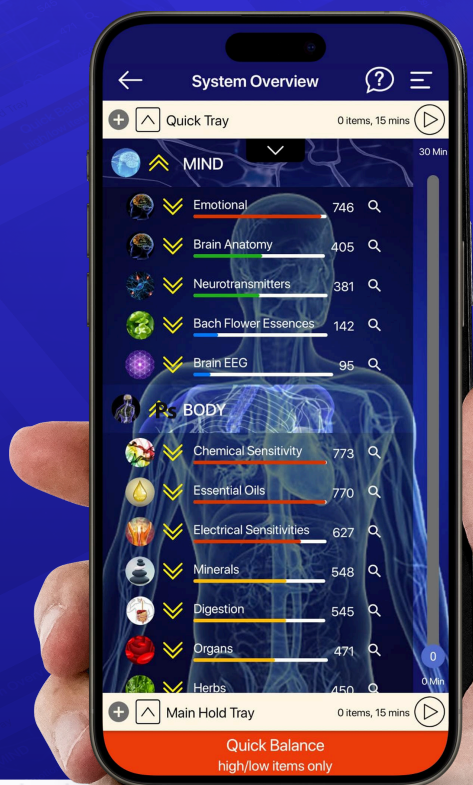 System Overview
?
Quick Tray
0 items, 15 mins
30 Min
MIND
Emotional
746
Brain Anatomy
405
Neurotransmitters
381
Bach Flower Essences
142
Brain EEG
95
Ps
BODY
Chemical Sensitivity
773
Essential Oils
770
Electrical Sensitivities
627
Minerals
548
Digestion
545
Organs
471
0
Herbs
450
0 Min
Main Hold Tray
0 items, 15 mins
Quick Balance
high/low items only